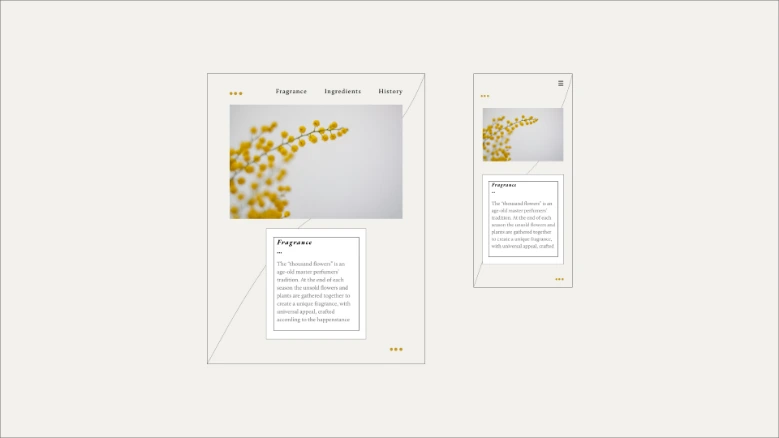 Fragrance Ingredients History
Fragrance
The "thousand flowers" is an
age-old master perfumers'
tradition. At the end of each
season the unsold flowers and
plants are gathered together to
create a unique fragrance, with
universal appeal, crafted
according to the happenstance
Fragrance
The "thousand flowers" is an
age-old master perfumers'
tradition. At the end of each
season the unsold flowers and
plants are gathered together
to create a unique fragrance,
with universal appeal, crafted